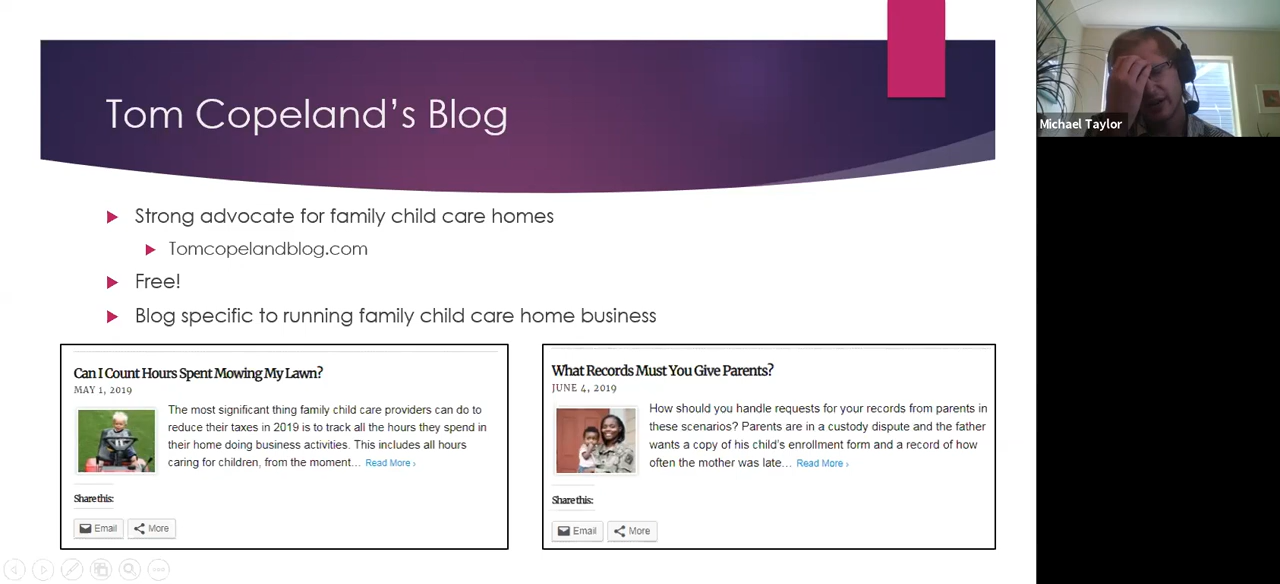 Tom Copeland's Blog
Michael Taylor
Strong advocate for family child care homes
Tomcopelandblog.com
Free!
Blog specific to running family child care home business
Can I Count Hours Spent Mowing My Lawn?
MAY 1, 2019
The most significant thing family child care providers can do to
reduce their taxes in 2019 is to track all the hours they spend in
their home doing business activities. This includes all hours
caring for children, from the moment… Read More ›
Share this:
Email
More
What Records Must You Give Parents?
JUNE 4, 2019
How should you handle requests for your records from parents in
these scenarios? Parents are in a custody dispute and the father
wants a copy of his child's enrollment form and a record of how
often the mother was late… Read More ›
Share this:
Email
More